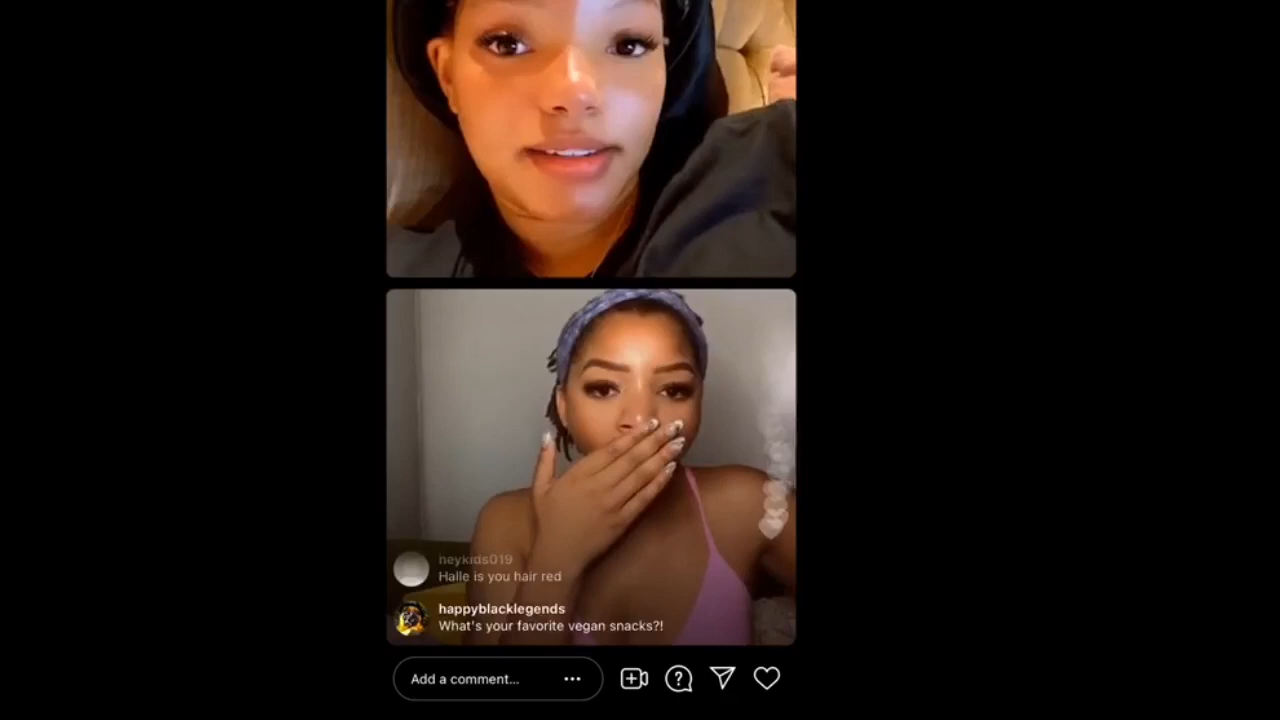 heykids019
Halle is you hair red
happyblacklegends
What's your favorite vegan snacks?!
Add a comment...